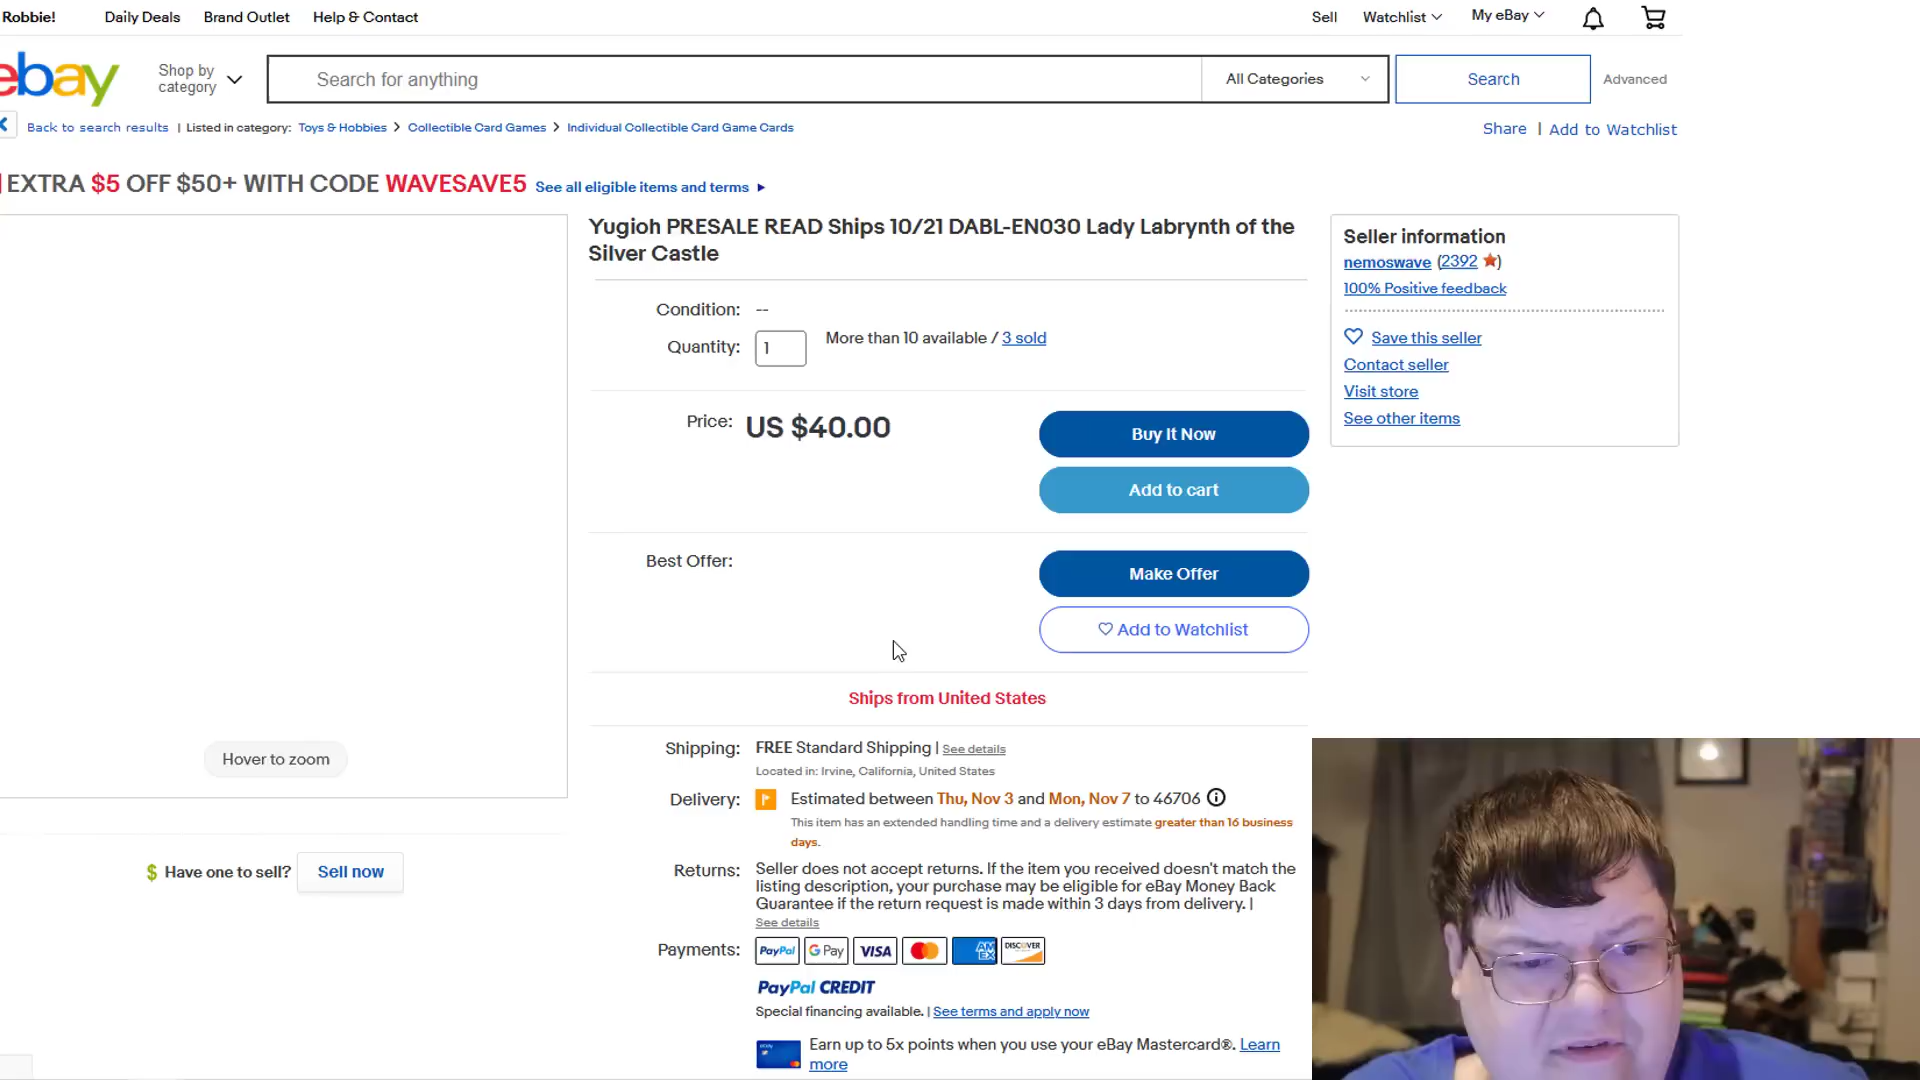 Robbie! Daily Deals Brand Outlet Help & Contact Sell Watchlist My eBay
ebay Shop by category Search for anything All Categories Search Advanced
Back to search results | Listed in category: Toys & Hobbies > Collectible Card Games > Individual Collectible Card Game Cards Share | Add to Watchlist
EXTRA $5 OFF $50+ WITH CODE WAVESAVE5 See all eligible items and terms ►
Yugioh PRESALE READ Ships 10/21 DABL-EN030 Lady Labrynth of the
Silver Castle
Condition: --
Quantity: 1 More than 10 available / 3 sold
Price: US $40.00
Buy It Now
Add to cart
Best Offer:
Make Offer
Add to Watchlist
Ships from United States
Shipping: FREE Standard Shipping | See details
Located in: Irvine, California, United States
Delivery: Estimated between Thu, Nov 3 and Mon, Nov 7 to 46706
This item has an extended handling time and a delivery estimate greater than 16 business
days.
Returns: Seller does not accept returns. If the item you received doesn't match the
listing description, your purchase may be eligible for eBay Money Back
Guarantee if the return request is made within 3 days from delivery. |
See details
Payments: PayPal G Pay VISA AM EX DISCOVER
PayPal CREDIT
Special financing available. | See terms and apply now
Earn up to 5x points when you use your eBay Mastercard®. Learn
more
Seller information
nemoswave (2392)
100% Positive feedback
Save this seller
Contact seller
Visit store
See other items
Hover to zoom
$ Have one to sell? Sell now